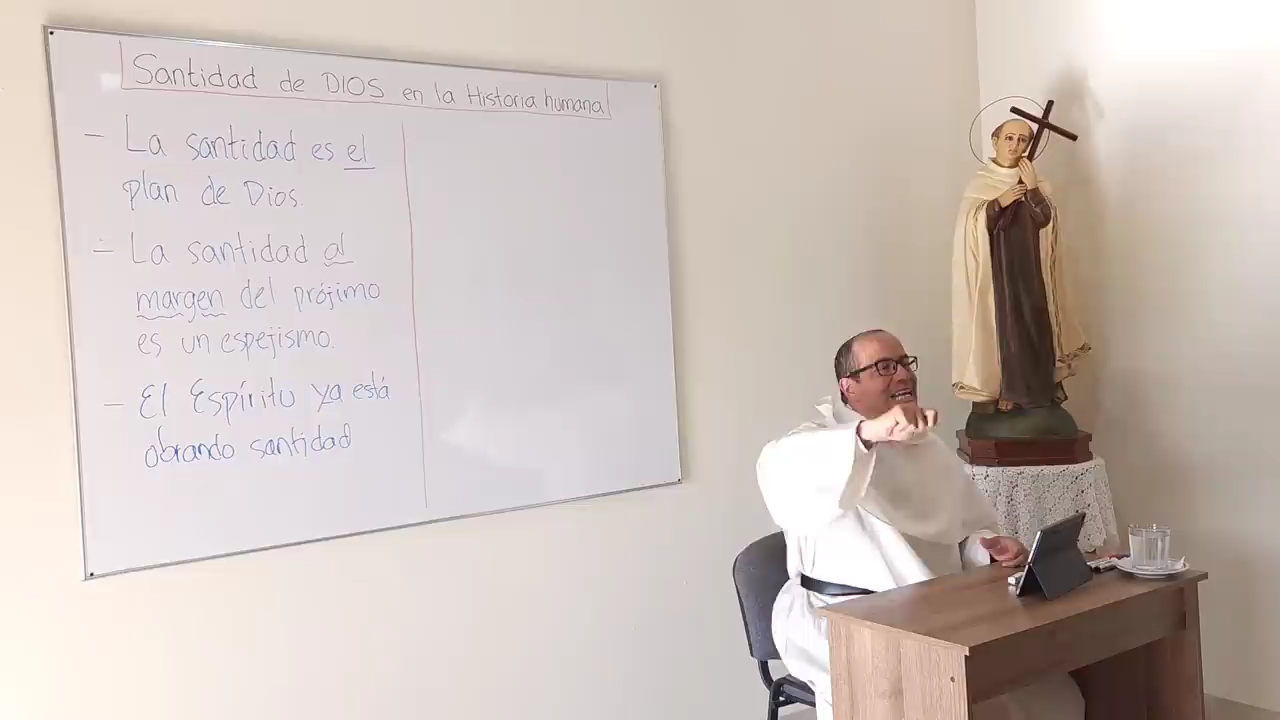 Santidad de DIOS en la Historia humana
- La santidad es el
plan de Dios.
- La santidad al
margen del prójimo
es un espejismo.
- El Espíritu ya está
obrando santidad